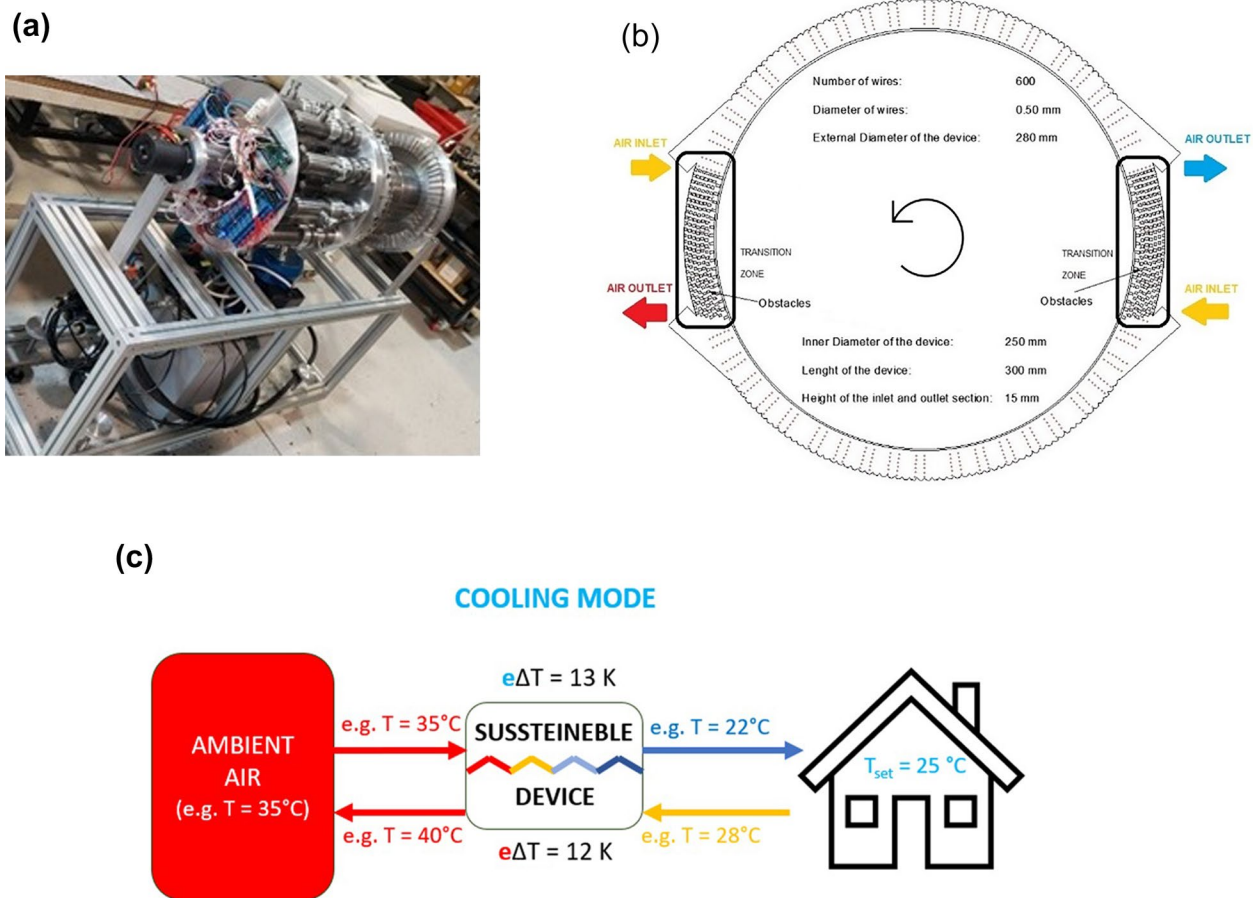 (a)
(b)
Number of wires: 600
Diameter of wires: 0.50 mm
External Diameter of the device: 280 mm
AIR INLET
AIR OUTLET
TRANSITION
ZONE
Obstacles
TRANSITION
ZONE
Obstacles
AIR OUTLET
AIR INLET
Inner Diameter of the device: 250 mm
Lenght of the device: 300 mm
Height of the inlet and outlet section: 15 mm
(c)
COOLING MODE
AMBIENT
AIR
(e.g. T = 35°C)
e.g. T = 35°C
e.g. T = 40°C
eΔT = 13 K
SUSSTEINEBLE
DEVICE
eΔT = 12 K
e.g. T = 22°C
e.g. T = 28°C
Tset = 25 °C